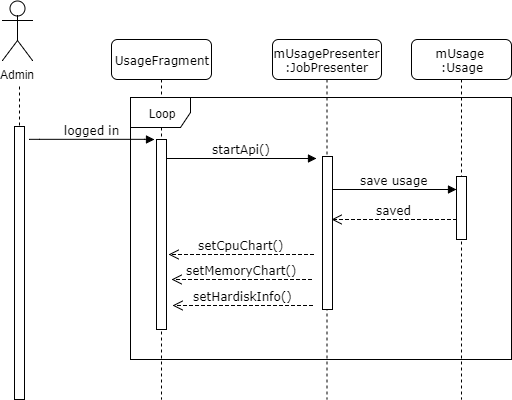 Admin
UsageFragment
mUsagePresenter
:JobPresenter
mUsage
:Usage
Loop
logged in
startApi()
save usage
saved
setCpuChart()
setMemoryChart()
setHardiskInfo()